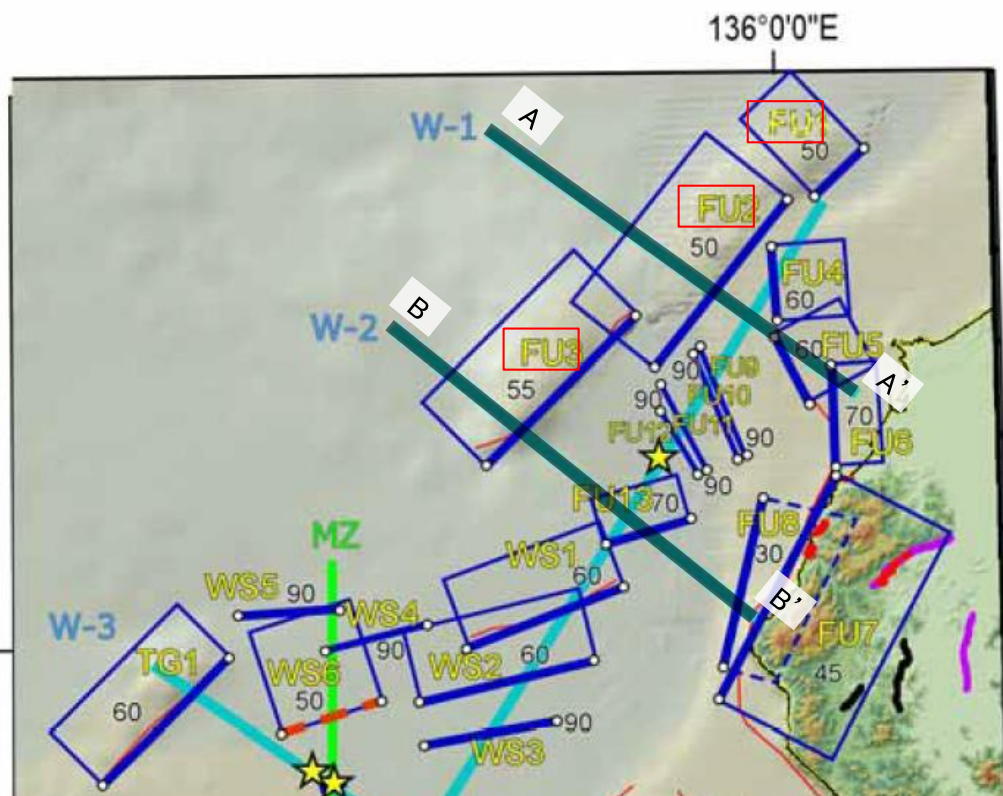 136°0'0"E
W-1
A
FU1
50
FU2
50
FU4
60
W-2
B
FU3
55
60
FU5
A'
90
FU9
FU10
90
FU12
FU11
90
90
70
FU6
FU13
70
FU8
30
MZ
WS1
60
WS5
90
WS4
90
B'
FU7
45
W-3
TG1
60
WS6
50
WS2
60
90
WS3